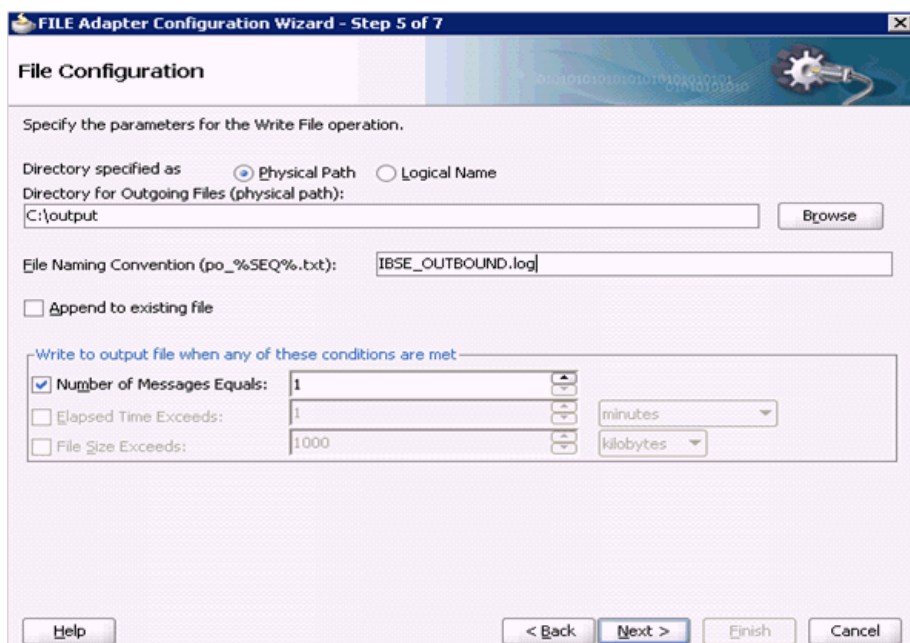 FILE Adapter Configuration Wizard - Step 5 of 7
File Configuration
Specify the parameters for the Write File operation.
Directory specified as Physical Path Logical Name
Directory for Outgoing Files (physical path):
C:\output Browse
File Naming Convention (po_%SEQ%.txt): IBSE_OUTBOUND.log
Append to existing file
Write to output file when any of these conditions are met
Number of Messages Equals: 1
Elapsed Time Exceeds: 1 minutes
File Size Exceeds: 1000 kilobytes
Help < Back Next > Finish Cancel